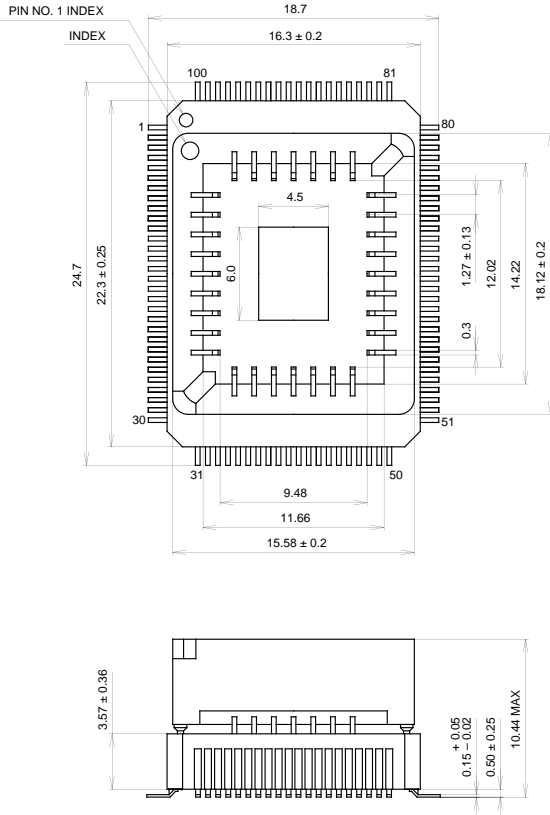 PIN NO. 1 INDEX
INDEX
18.7
16.3 ± 0.2
100
81
1
80
4.5
6.0
24.7
22.3 ± 0.25
1.27 ± 0.13
12.02
14.22
18.12 ± 0.2
0.3
30
51
31
50
9.48
11.66
15.58 ± 0.2
3.57 ± 0.36
+ 0.05
0.15 – 0.02
0.50 ± 0.25
10.44 MAX